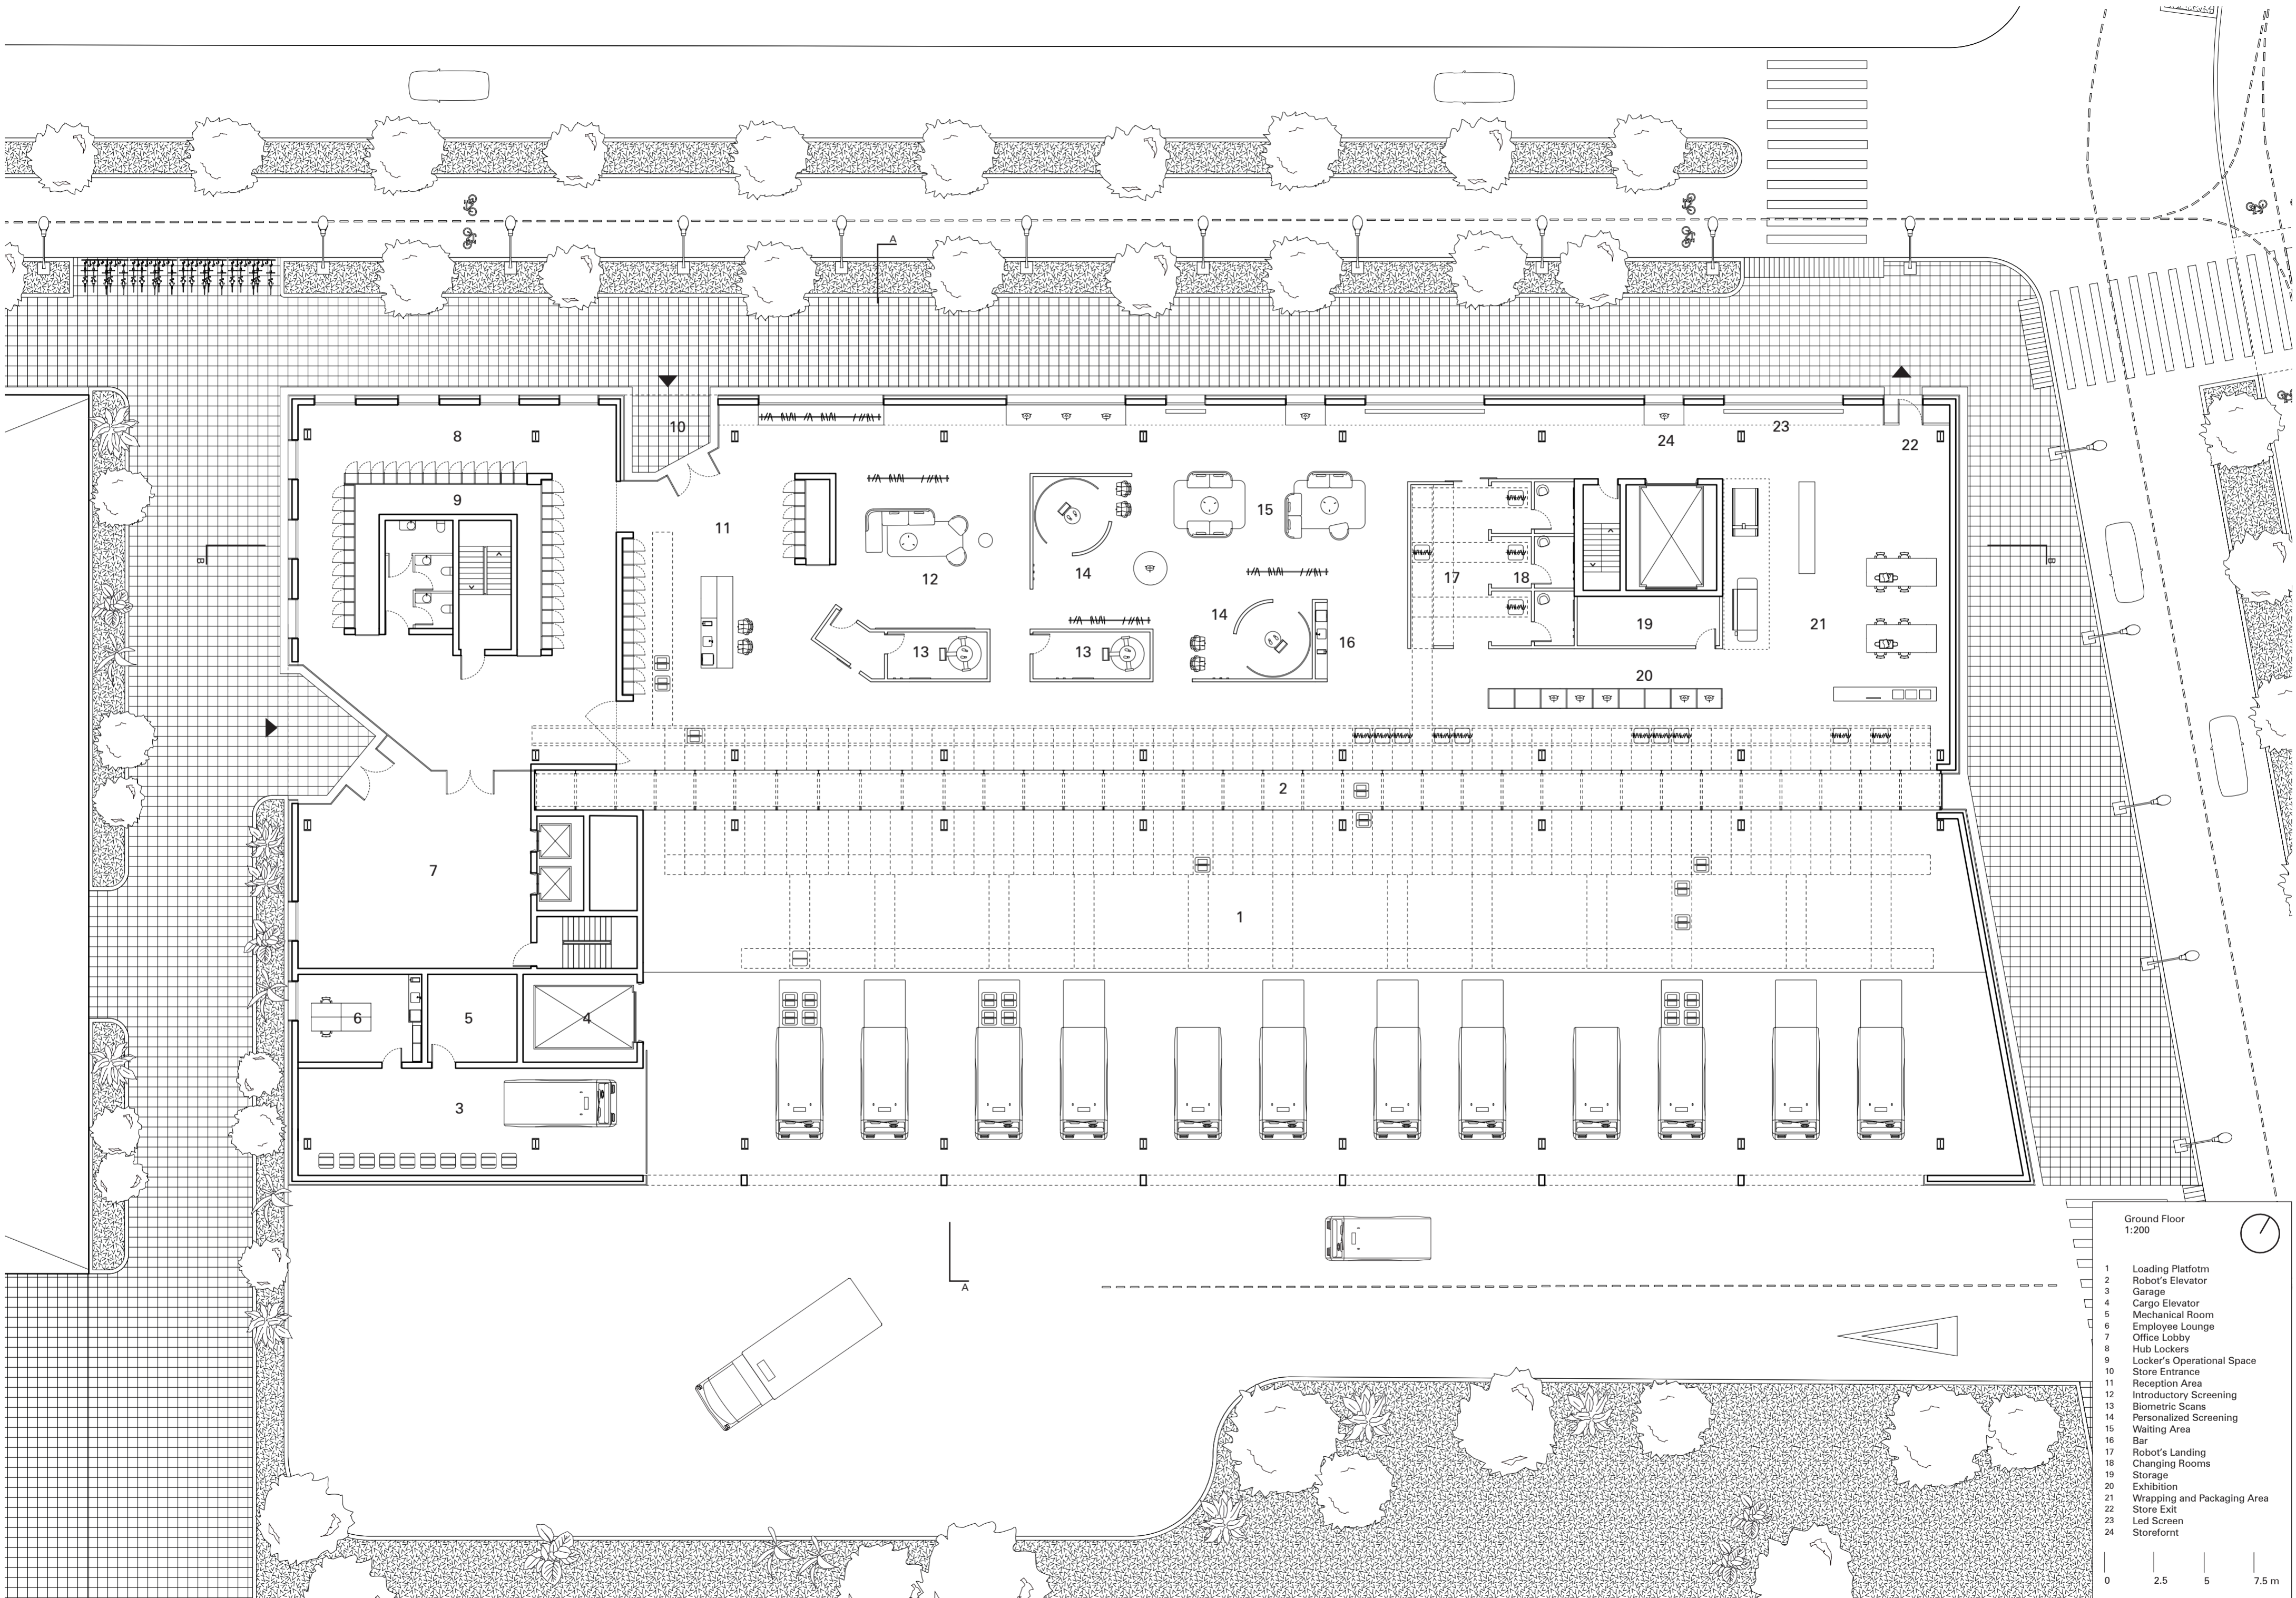 A
8
10
23
24
22
9
11
15
B
B
12
14
17
18
14
19
21
13
13
16
20
2
7
1
6
5
4
3
A
Ground Floor
1:200
1 Loading Platfotm
2 Robot's Elevator
3 Garage
4 Cargo Elevator
5 Mechanical Room
6 Employee Lounge
7 Office Lobby
8 Hub Lockers
9 Locker's Operational Space
10 Store Entrance
11 Reception Area
12 Introductory Screening
13 Biometric Scans
14 Personalized Screening
15 Waiting Area
16 Bar
17 Robot's Landing
18 Changing Rooms
19 Storage
20 Exhibition
21 Wrapping and Packaging Area
22 Store Exit
23 Led Screen
24 Storefornt
0 2.5 5 7.5 m